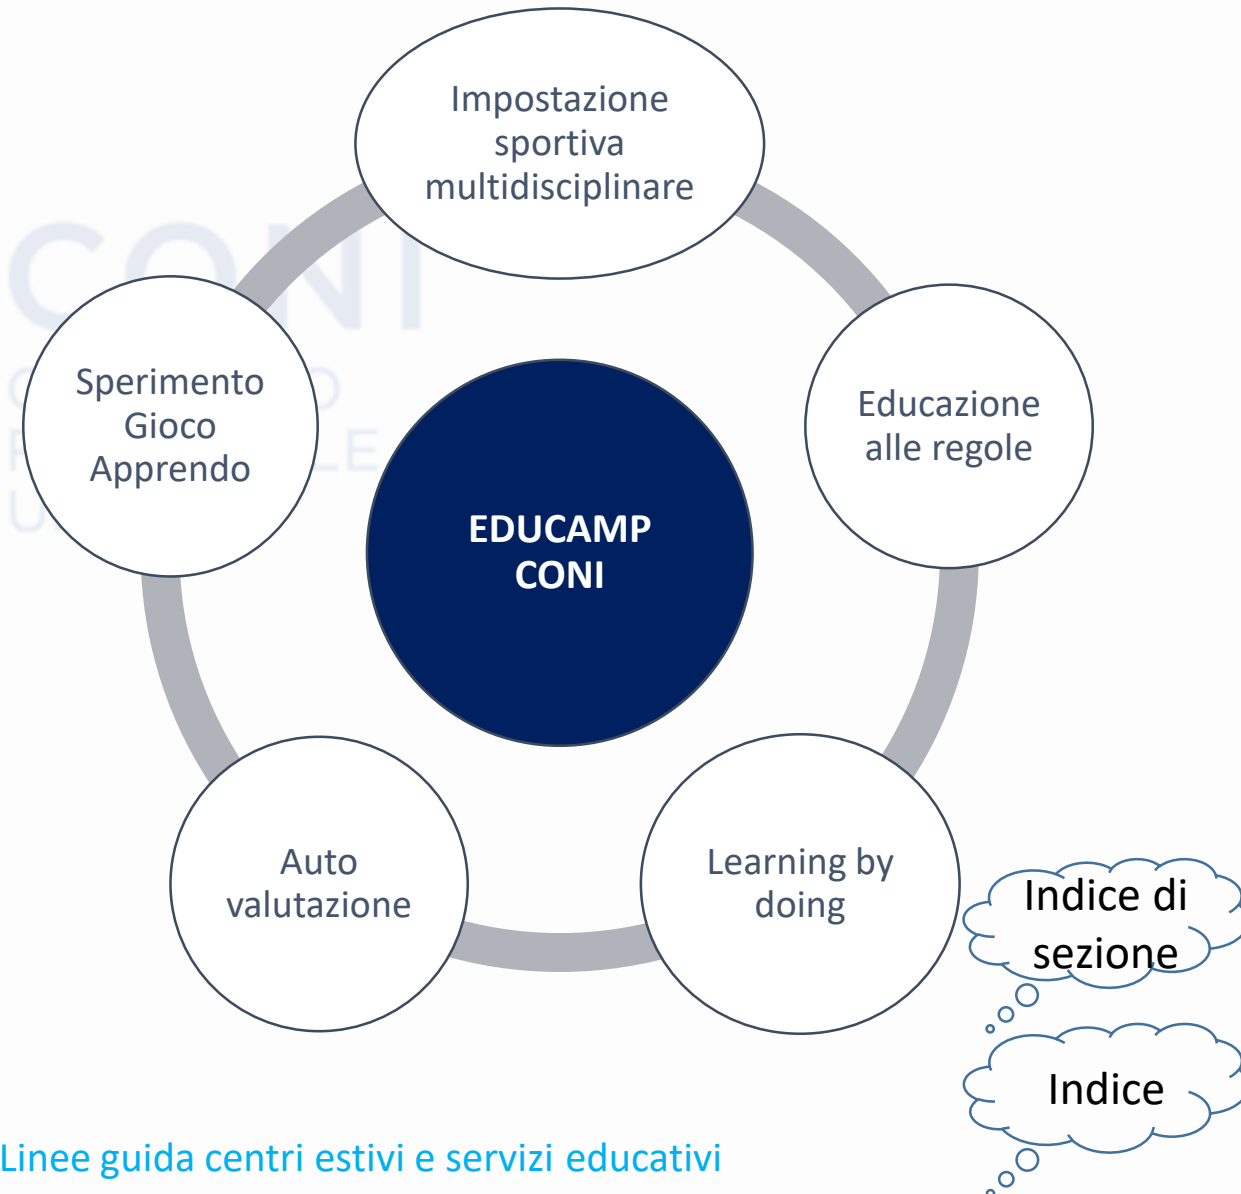 Impostazione
sportiva
multidisciplinare
CONI
Sperimento
Gioco
Apprendo
Educazione
alle regole
EDUCAMP
CONI
Auto
valutazione
Learning by
doing
Indice di
sezione
Indice
Linee guida centri estivi e servizi educativi